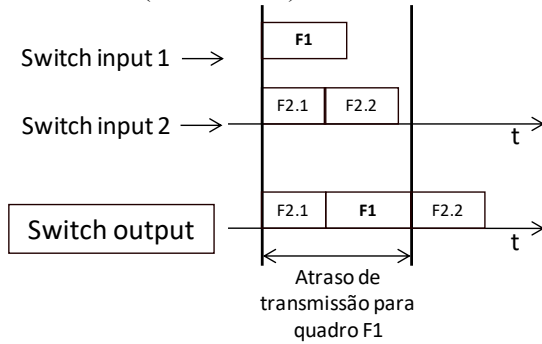 F1
Switch input 1
F2.1 F2.2
Switch input 2
t
F2.1 F1 F2.2
Switch output
t
Atraso de
transmissão para
quadro F1